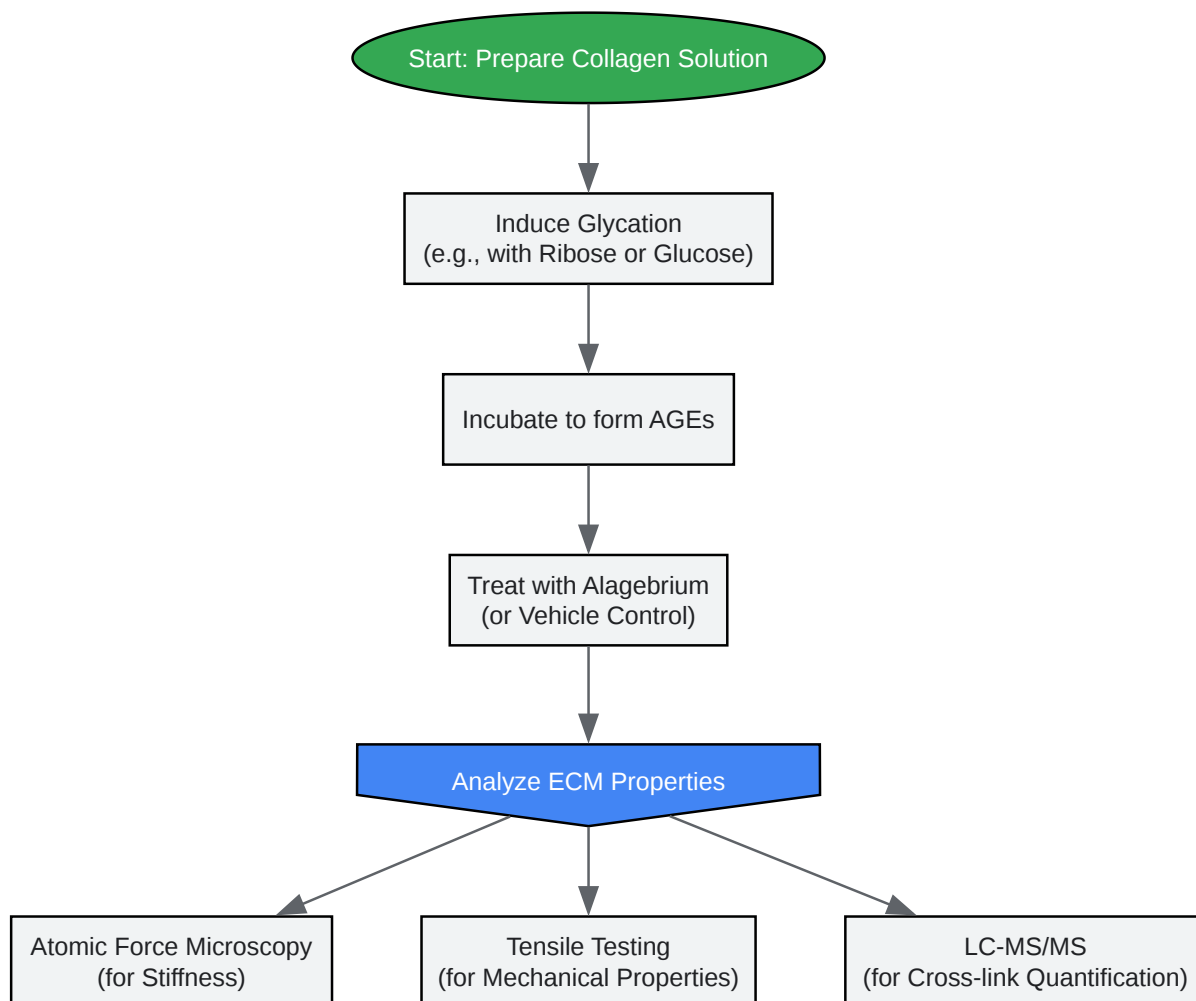 Start: Prepare Collagen Solution
Induce Glycation
(e.g., with Ribose or Glucose)
Incubate to form AGEs
Treat with Alagebrium
(or Vehicle Control)
Analyze ECM Properties
Atomic Force Microscopy
(for Stiffness)
Tensile Testing
(for Mechanical Properties)
LC-MS/MS
(for Cross-link Quantification)